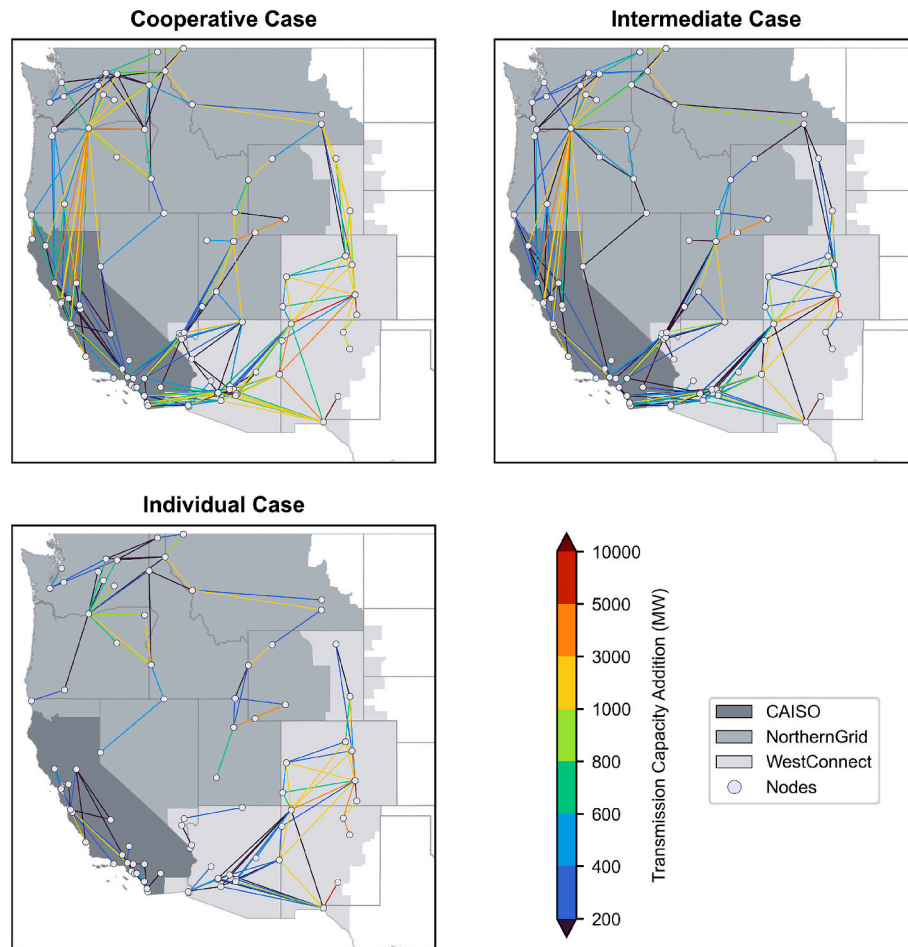 Cooperative Case
Intermediate Case
Individual Case
10000
5000
3000
1000
800
600
400
200
Transmission Capacity Addition (MW)
CAISO
NorthernGrid
WestConnect
Nodes